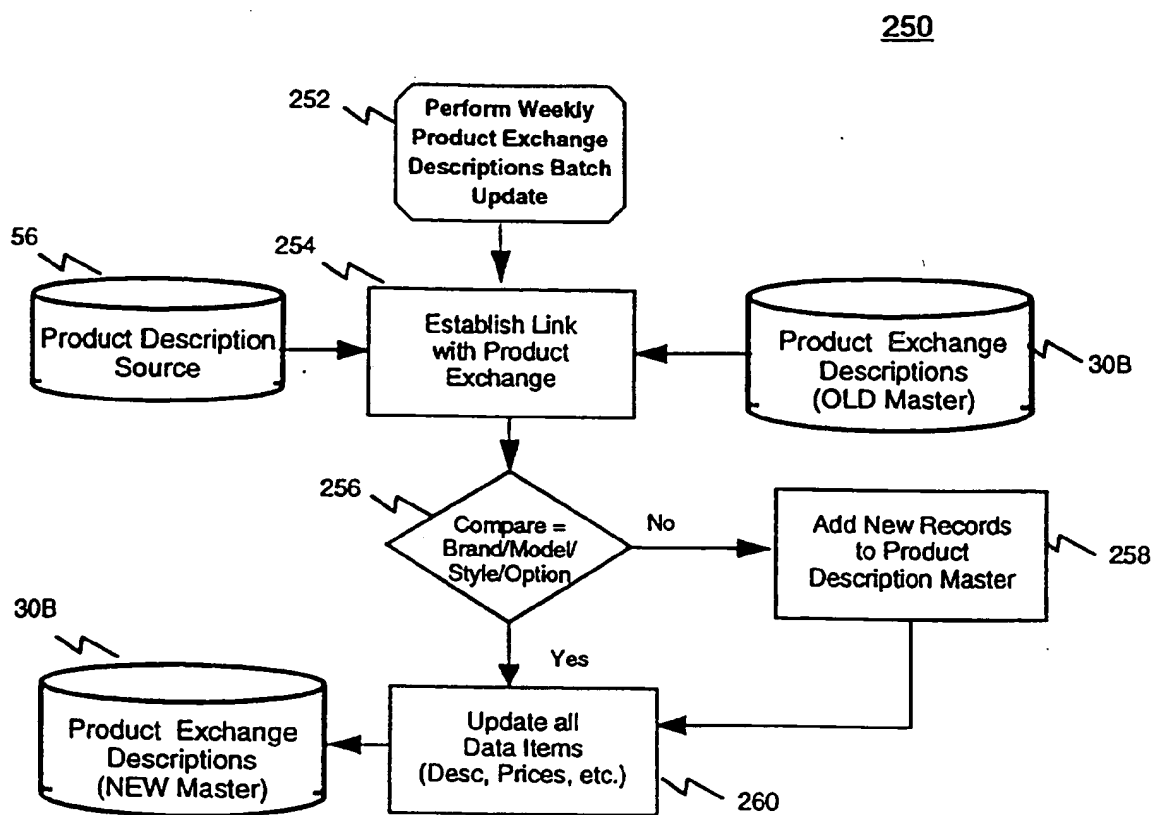 250
252
Perform Weekly
Product Exchange
Descriptions Batch
Update
56
254
Product Description
Source
Establish Link
with Product
Exchange
Product Exchange
Descriptions
(OLD Master)
30B
256
Compare =
Brand/Model/
Style/Option
No
Add New Records
to Product
Description Master
258
30B
Yes
Product Exchange
Descriptions
(NEW Master)
Update all
Data Items
(Desc, Prices, etc.)
260